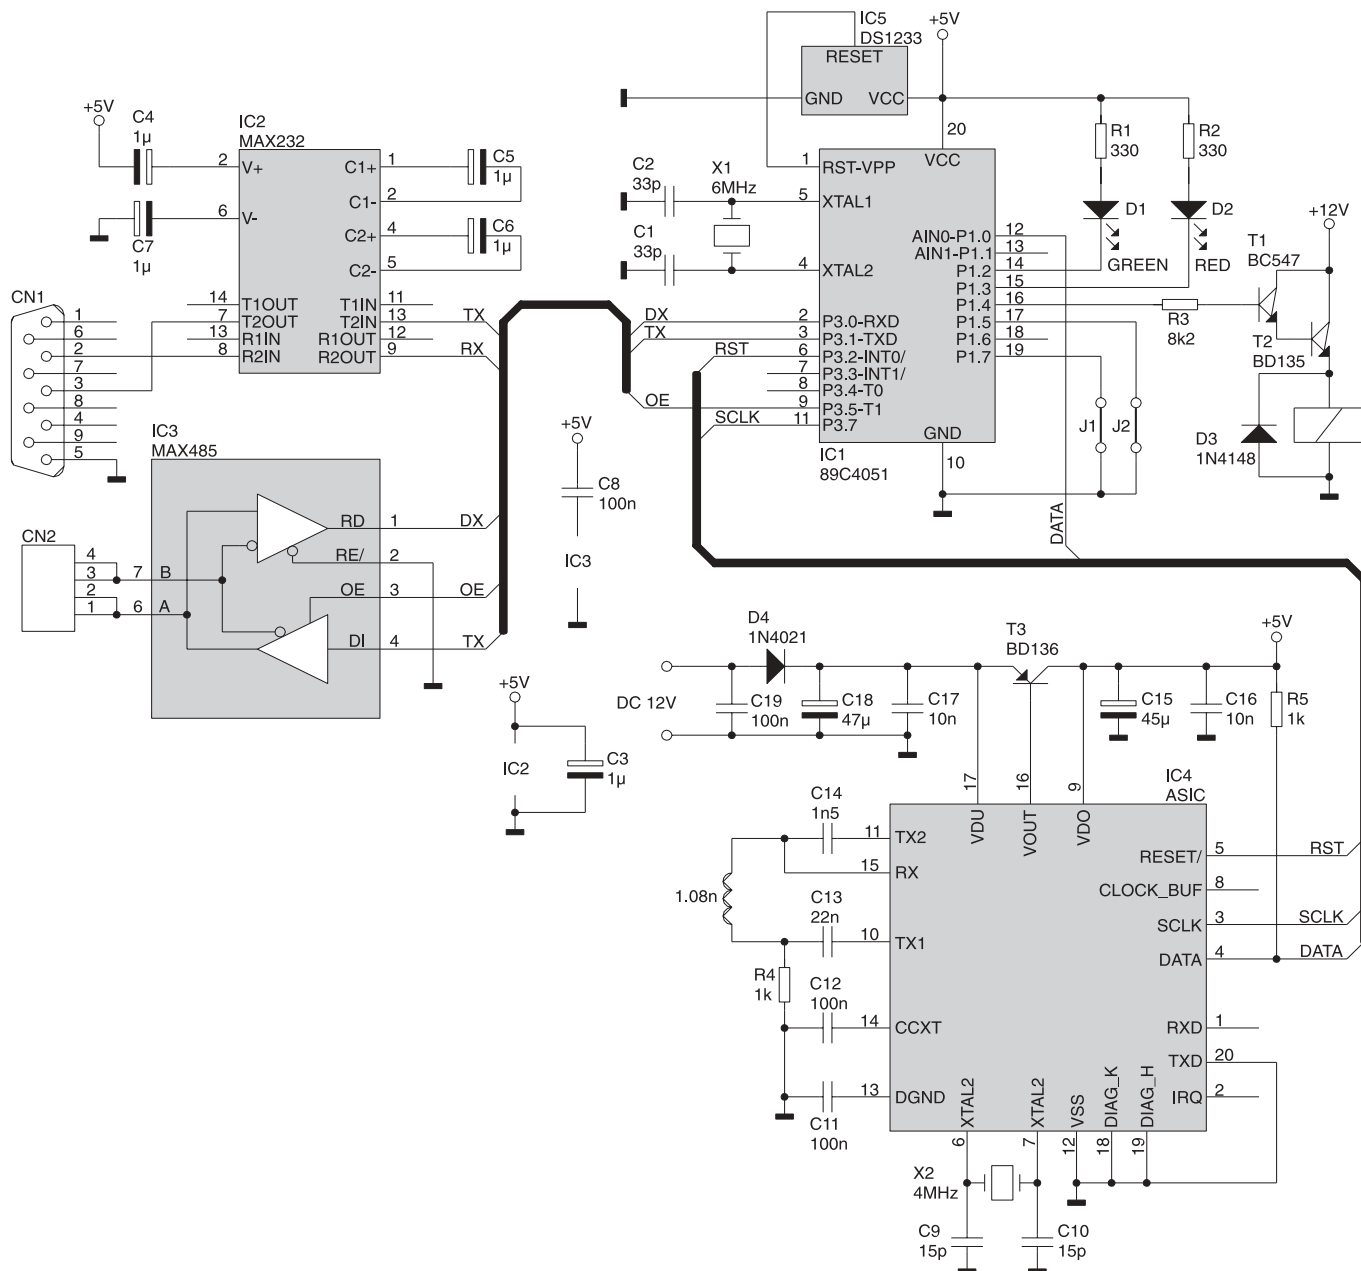 IC5
DS1233
+5V
RESET
GND
VCC
20
R1
330
R2
330
+5V
C4
1µ
IC2
MAX232
2
V+
C1+
1
C5
1µ
C1-
2
6
V-
C7
1µ
C2+
4
C6
1µ
C2-
5
14
T1OUT
T1IN
11
7
T2OUT
T2IN
13
TX
13
R1IN
R1OUT
12
8
R2IN
R2OUT
9
RX
CN1
1
6
2
7
3
8
4
9
5
C2
33p
X1
6MHz
C1
33p
1
RST-VPP
VCC
5
XTAL1
4
XTAL2
DX
2
P3.0-RXD
TX
3
P3.1-TXD
RST
6
P3.2-INT0/
7
P3.3-INT1/
8
P3.4-T0
OE
9
P3.5-T1
SCLK
11
P3.7
AIN0-P1.0
12
AIN1-P1.1
13
P1.2
14
P1.3
15
P1.4
16
P1.5
17
P1.6
18
P1.7
19
GND
10
IC1
89C4051
D1
GREEN
D2
RED
+12V
T1
BC547
R3
8k2
T2
BD135
J1
J2
D3
1N4148
DATA
IC3
MAX485
RD
1
DX
RE/
2
OE
3
OE
DI
4
TX
CN2
4
3
2
1
7
B
6
A
+5V
C8
100n
IC3
+5V
IC2
C3
1µ
DC 12V
D4
1N4021
C19
100n
C18
47µ
C17
10n
T3
BD136
C15
45µ
C16
10n
+5V
R5
1k
IC4
ASIC
17
16
9
VDU
VOUT
VDO
C14
1n5
11
TX2
15
RX
1.08n
C13
22n
10
TX1
R4
1k
C12
100n
14
CCXT
13
DGND
C11
100n
RESET/
5
RST
CLOCK_BUF
8
SCLK
3
SCLK
DATA
4
DATA
RXD
1
TXD
20
IRQ
2
XTAL2
XTAL2
VSS
DIAG_K
DIAG_H
6
7
12
18
19
X2
4MHz
C9
15p
C10
15p